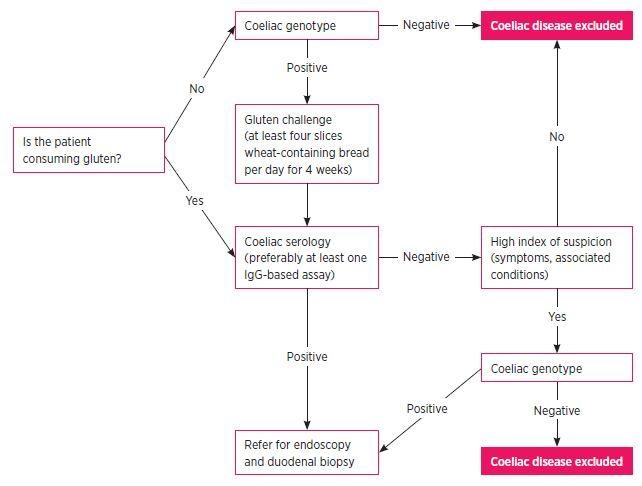 Coeliac genotype
Negative
Coeliac disease excluded
Positive
No
Gluten challenge
(at least four slices
wheat-containing bread
per day for 4 weeks)
Is the patient
consuming gluten?
No
Yes
Coeliac serology
(preferably at least one
IgG-based assay)
Negative
High index of suspicion
(symptoms, associated
conditions)
Yes
Positive
Coeliac genotype
Positive
Negative
Refer for endoscopy
and duodenal biopsy
Coeliac disease excluded